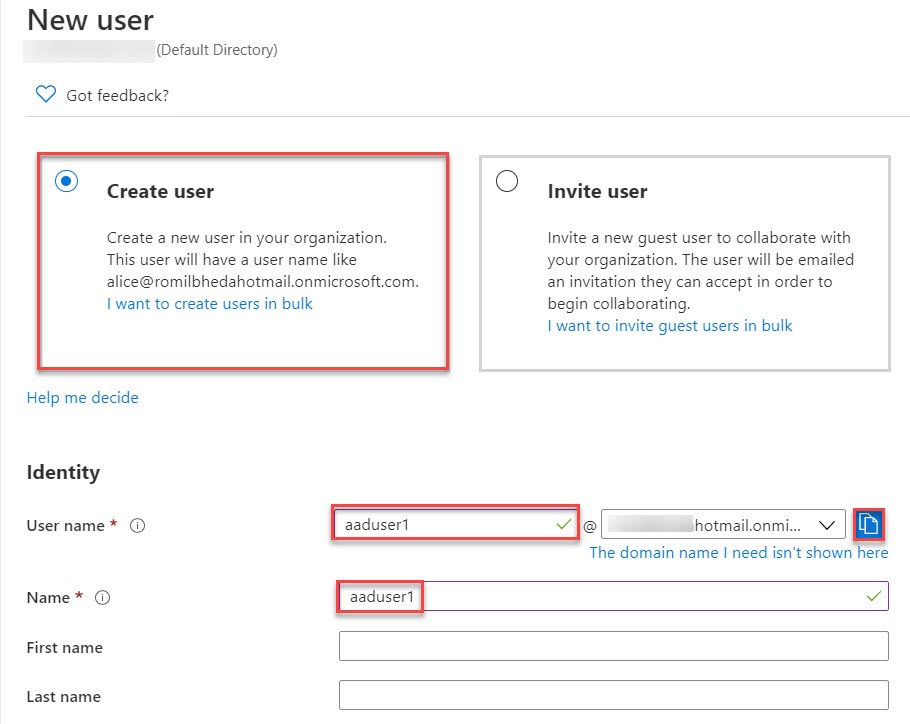 New user
(Default Directory)
Got feedback?
Create user
Create a new user in your organization.
This user will have a user name like
alice@romilbhedahotmail.onmicrosoft.com.
I want to create users in bulk
Invite user
Invite a new guest user to collaborate with
your organization. The user will be emailed
an invitation they can accept in order to
begin collaborating.
I want to invite guest users in bulk
Help me decide
Identity
User name * aaduser1 @ hotmail.onmi...
The domain name I need isn't shown here
Name * aaduser1
First name
Last name